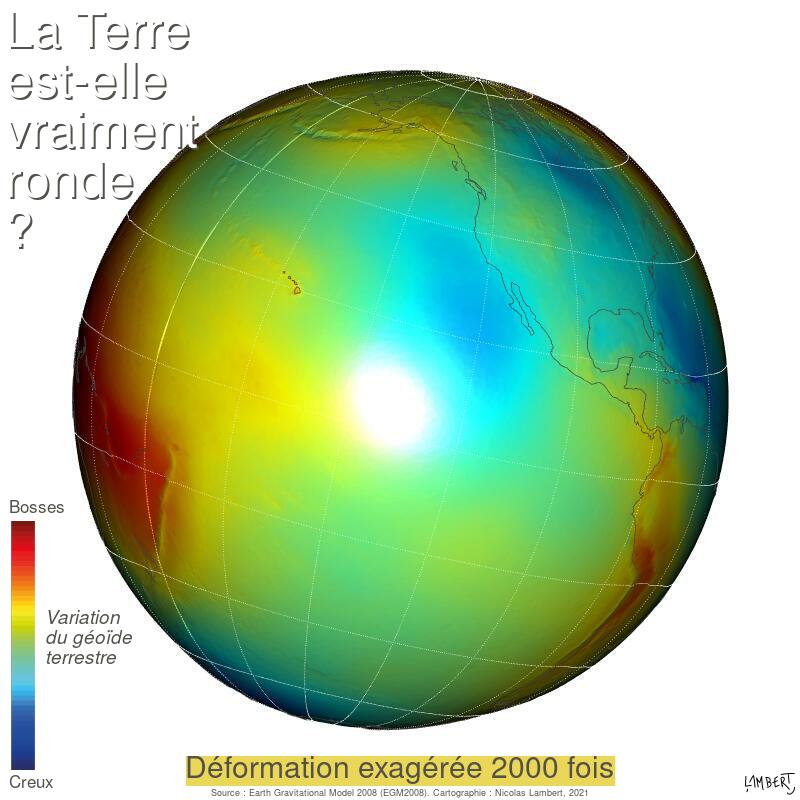 La Terre
est-elle
vraiment
ronde
?
Bosses
Variation
du géoïde
terrestre
Creux
Déformation exagérée 2000 fois
Source : Earth Gravitational Model 2008 (EGM2008). Cartographie : Nicolas Lambert, 2021
LAMBERT